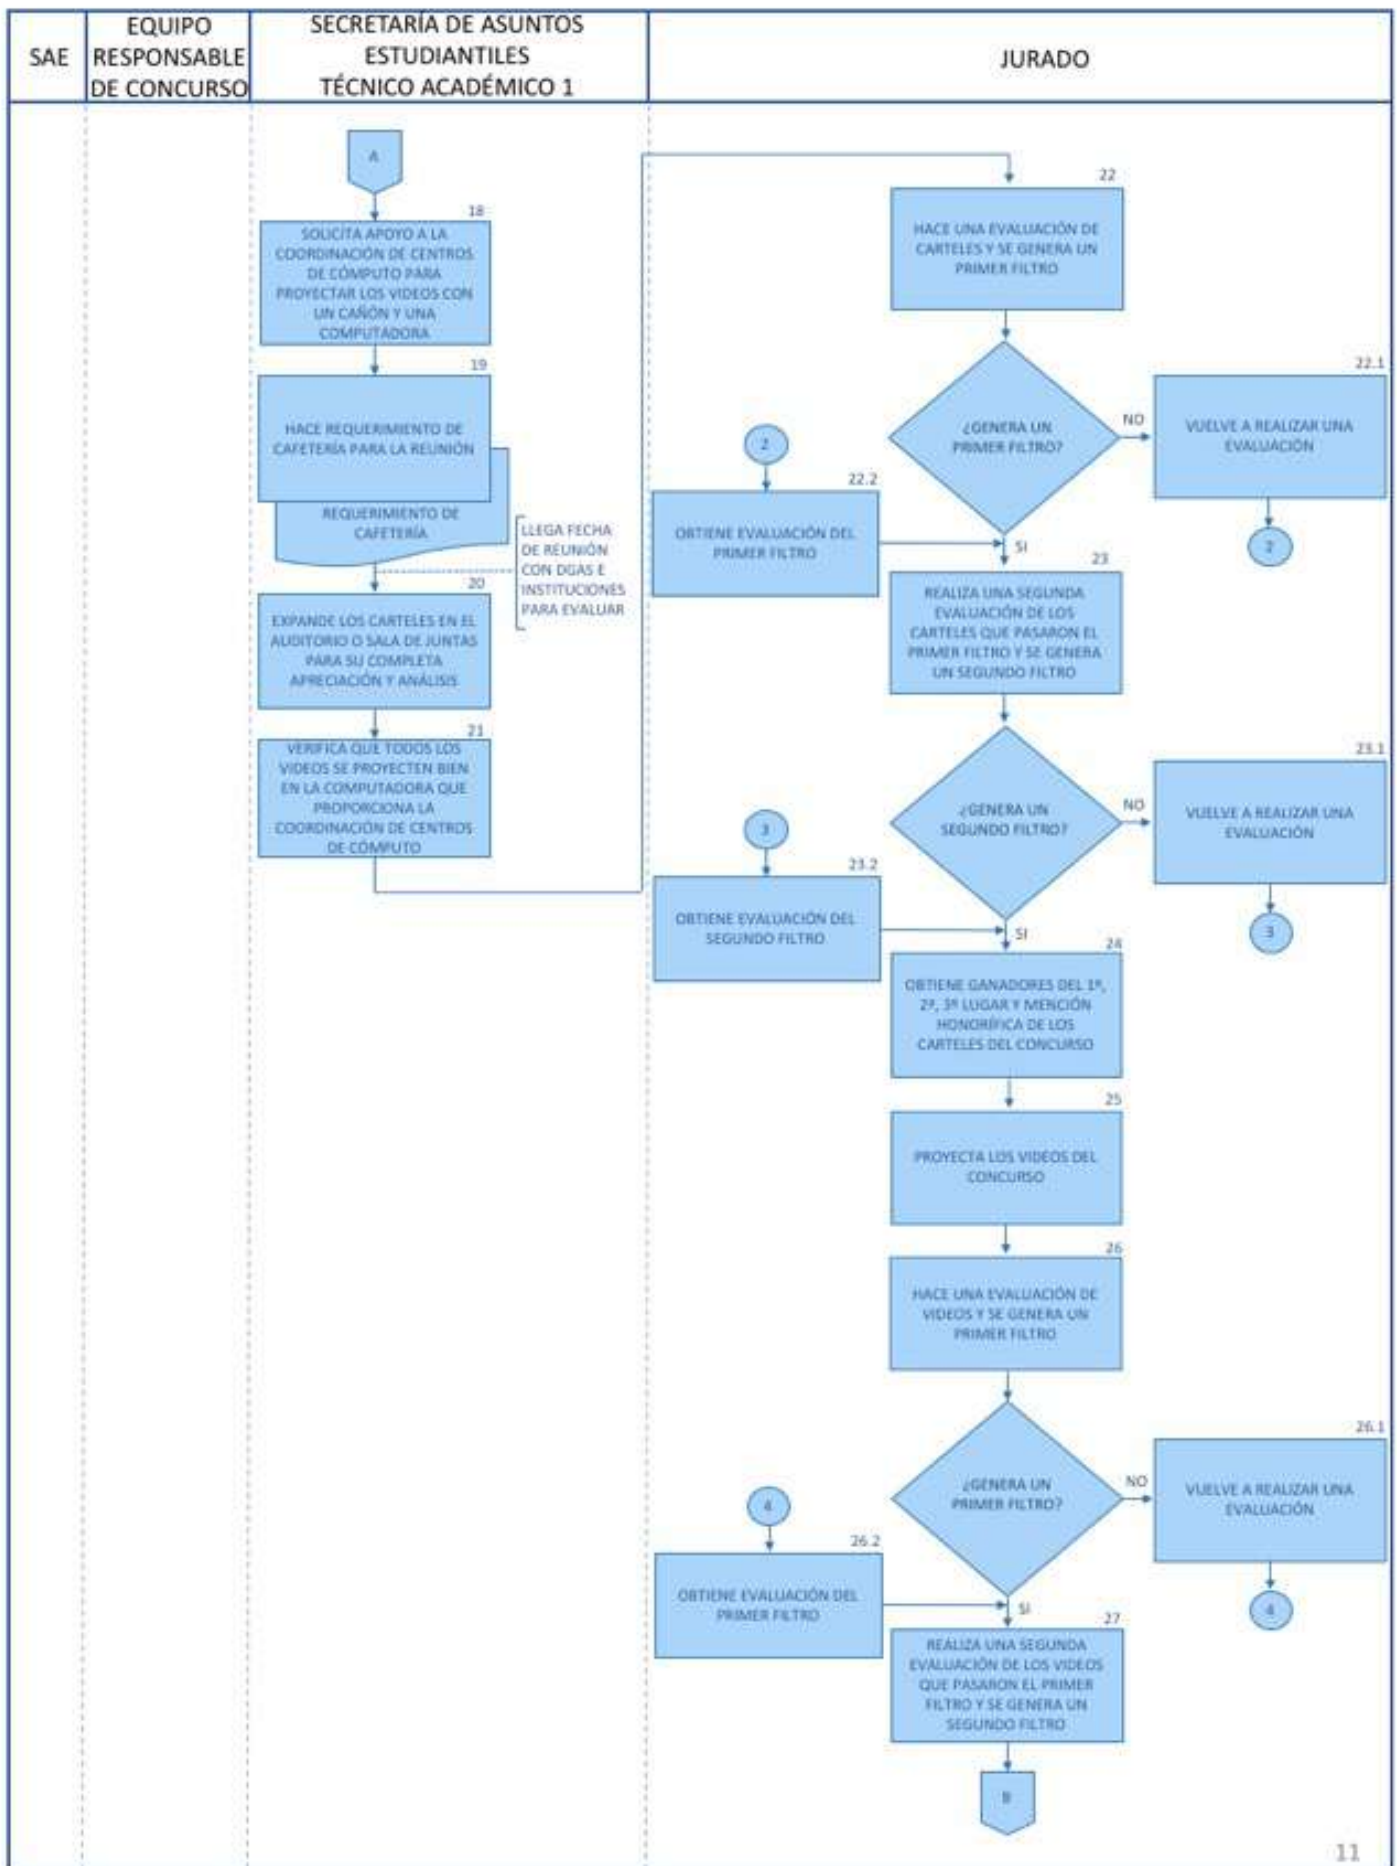 SAE
EQUIPO
RESPONSABLE
DE CONCURSO
SECRETARÍA DE ASUNTOS
ESTUDIANTILES
TÉCNICO ACADÉMICO 1
JURADO
A
18
SOLICITA APOYO A LA
COORDINACIÓN DE CENTROS
DE CÓMPUTO PARA
PROYECTAR LOS VIDEOS CON
UN CAÑÓN Y UNA
COMPUTADORA
19
HACE REQUERIMIENTO DE
CAFETERÍA PARA LA REUNIÓN
REQUERIMIENTO DE
CAFETERÍA
LLEGA FECHA
DE REUNIÓN
CON DGAS E
INSTITUCIONES
PARA EVALUAR
20
EXPANDE LOS CARTELES EN EL
AUDITORIO O SALA DE JUNTAS
PARA SU COMPLETA
APRECIACIÓN Y ANÁLISIS
21
VERIFICA QUE TODOS LOS
VIDEOS SE PROYECTEN BIEN
EN LA COMPUTADORA QUE
PROPORCIONA LA
COORDINACIÓN DE CENTROS
DE CÓMPUTO
22
HACE UNA EVALUACIÓN DE
CARTELES Y SE GENERA UN
PRIMER FILTRO
¿GENERA UN
PRIMER FILTRO?
NO
22.1
VUELVE A REALIZAR UNA
EVALUACIÓN
2
2
22.2
OBTIENE EVALUACIÓN DEL
PRIMER FILTRO
SI
23
REALIZA UNA SEGUNDA
EVALUACIÓN DE LOS
CARTELES QUE PASARON EL
PRIMER FILTRO Y SE GENERA
UN SEGUNDO FILTRO
¿GENERA UN
SEGUNDO FILTRO?
NO
23.1
VUELVE A REALIZAR UNA
EVALUACIÓN
3
3
23.2
OBTIENE EVALUACIÓN DEL
SEGUNDO FILTRO
SI
24
OBTIENE GANADORES DEL 1º,
2º, 3º LUGAR Y MENCIÓN
HONORÍFICA DE LOS
CARTELES DEL CONCURSO
25
PROYECTA LOS VIDEOS DEL
CONCURSO
26
HACE UNA EVALUACIÓN DE
VIDEOS Y SE GENERA UN
PRIMER FILTRO
¿GENERA UN
PRIMER FILTRO?
NO
26.1
VUELVE A REALIZAR UNA
EVALUACIÓN
4
4
26.2
OBTIENE EVALUACIÓN DEL
PRIMER FILTRO
SI
27
REALIZA UNA SEGUNDA
EVALUACIÓN DE LOS VIDEOS
QUE PASARON EL PRIMER
FILTRO Y SE GENERA UN
SEGUNDO FILTRO
B
11